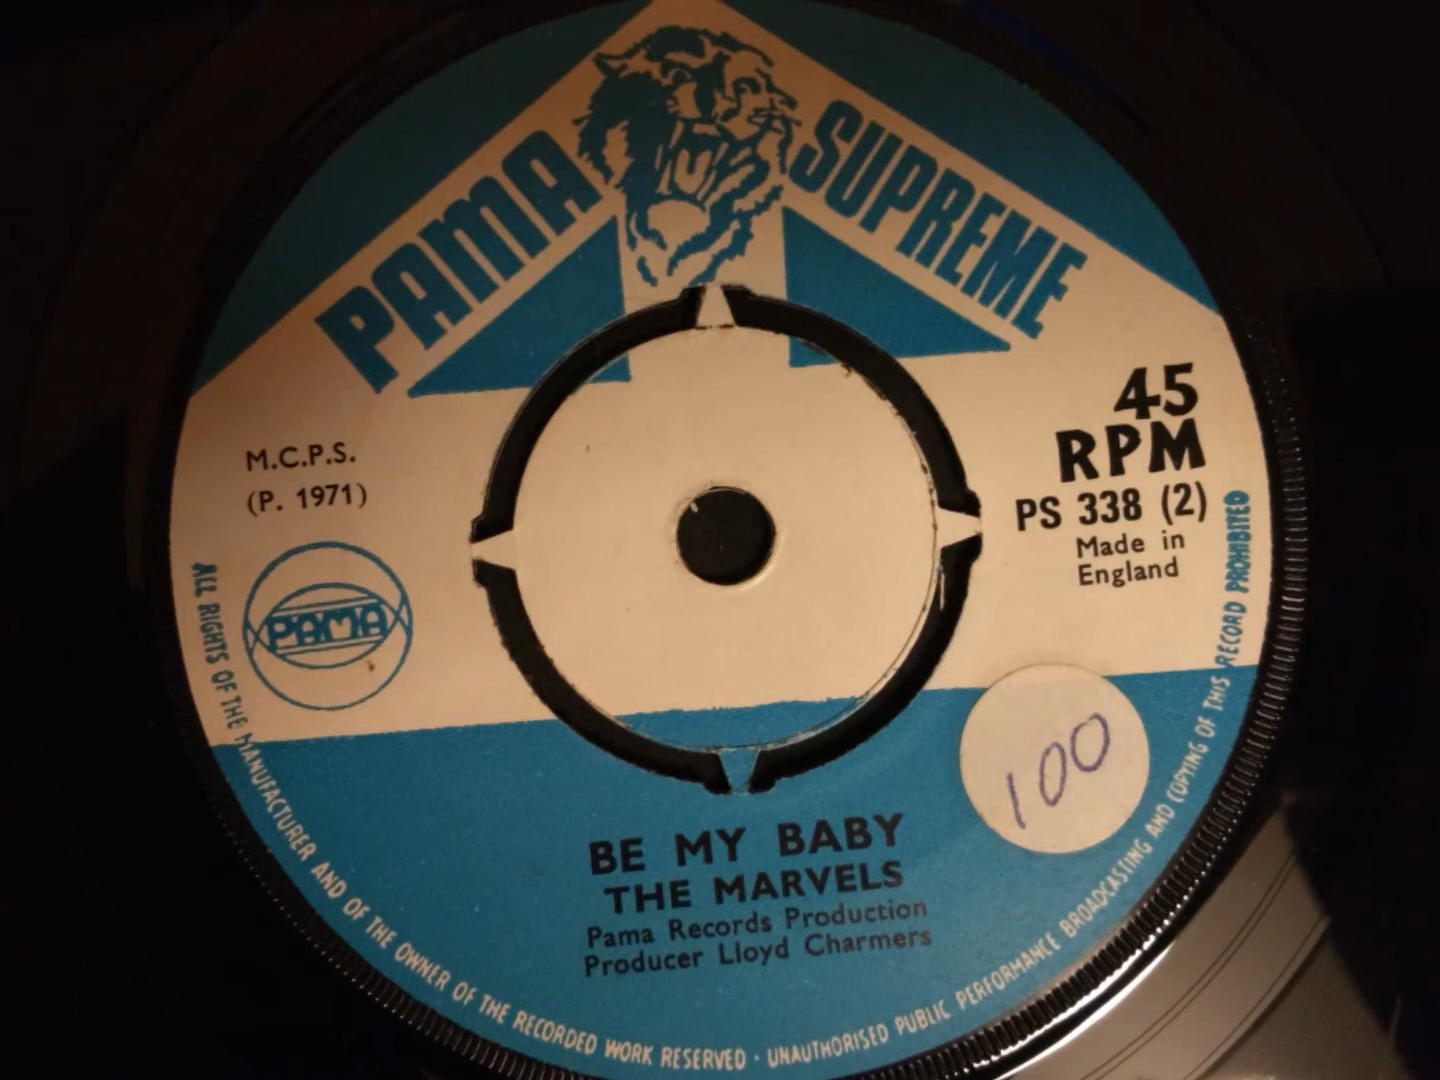 PAMA SUPREME
45
RPM
PS 338 (2)
Made in
England
M.C.P.S.
(P. 1971)
PAMA
100
BE MY BABY
THE MARVELS
Pama Records Production
Producer Lloyd Charmers
ALL RIGHTS OF THE MANUFACTURER AND OF THE OWNER OF THE RECORDED WORK RESERVED · UNAUTHORISED PUBLIC PERFORMANCE BROADCASTING AND COPYING OF THIS RECORD PROHIBITED